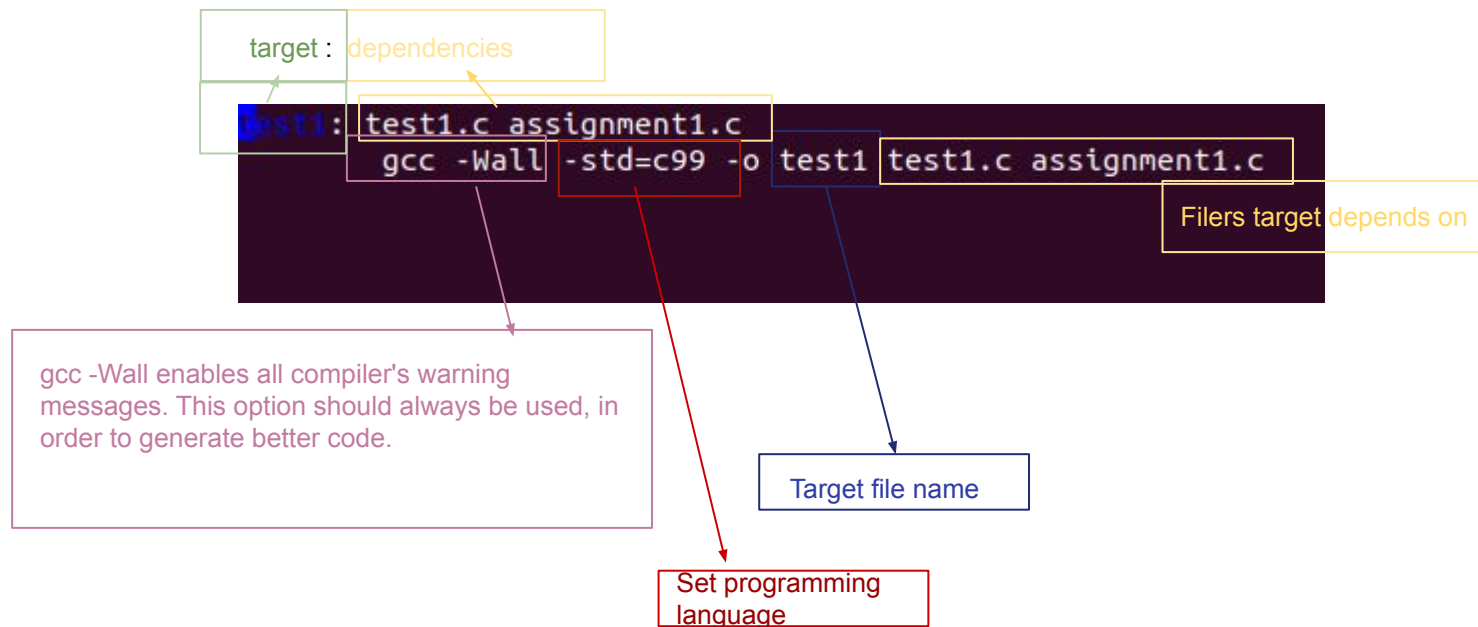 target : dependencies
test1: test1.c assignment1.c
gcc -Wall -std=c99 -o test1 test1.c assignment1.c
Filers target depends on
gcc -Wall enables all compiler's warning
messages. This option should always be used, in
order to generate better code.
Target file name
Set programming
language